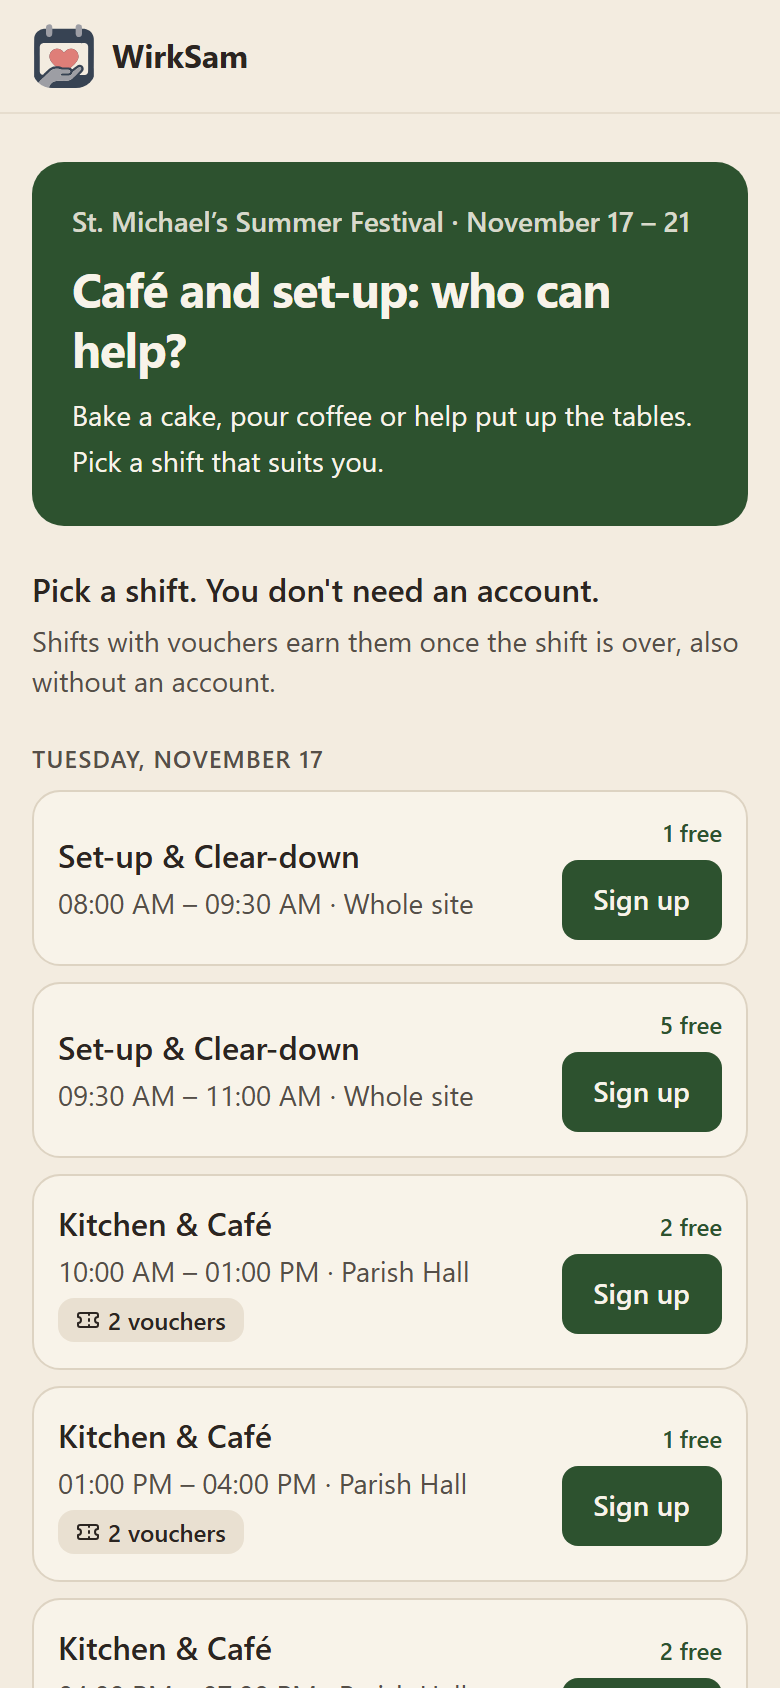 WirkSam
St. Michael’s Summer Festival · November 17 – 21
Café and set-up: who can
help?
Bake a cake, pour coffee or help put up the tables.
Pick a shift that suits you.
Pick a shift. You don't need an account.
Shifts with vouchers earn them once the shift is over, also
without an account.
TUESDAY, NOVEMBER 17
1 free
Set-up & Clear-down
08:00 AM – 09:30 AM · Whole site
Sign up
5 free
Set-up & Clear-down
09:30 AM – 11:00 AM · Whole site
Sign up
Kitchen & Café
2 free
10:00 AM – 01:00 PM · Parish Hall
Sign up
2 vouchers
Kitchen & Café
1 free
01:00 PM – 04:00 PM · Parish Hall
Sign up
2 vouchers
Kitchen & Café
2 free